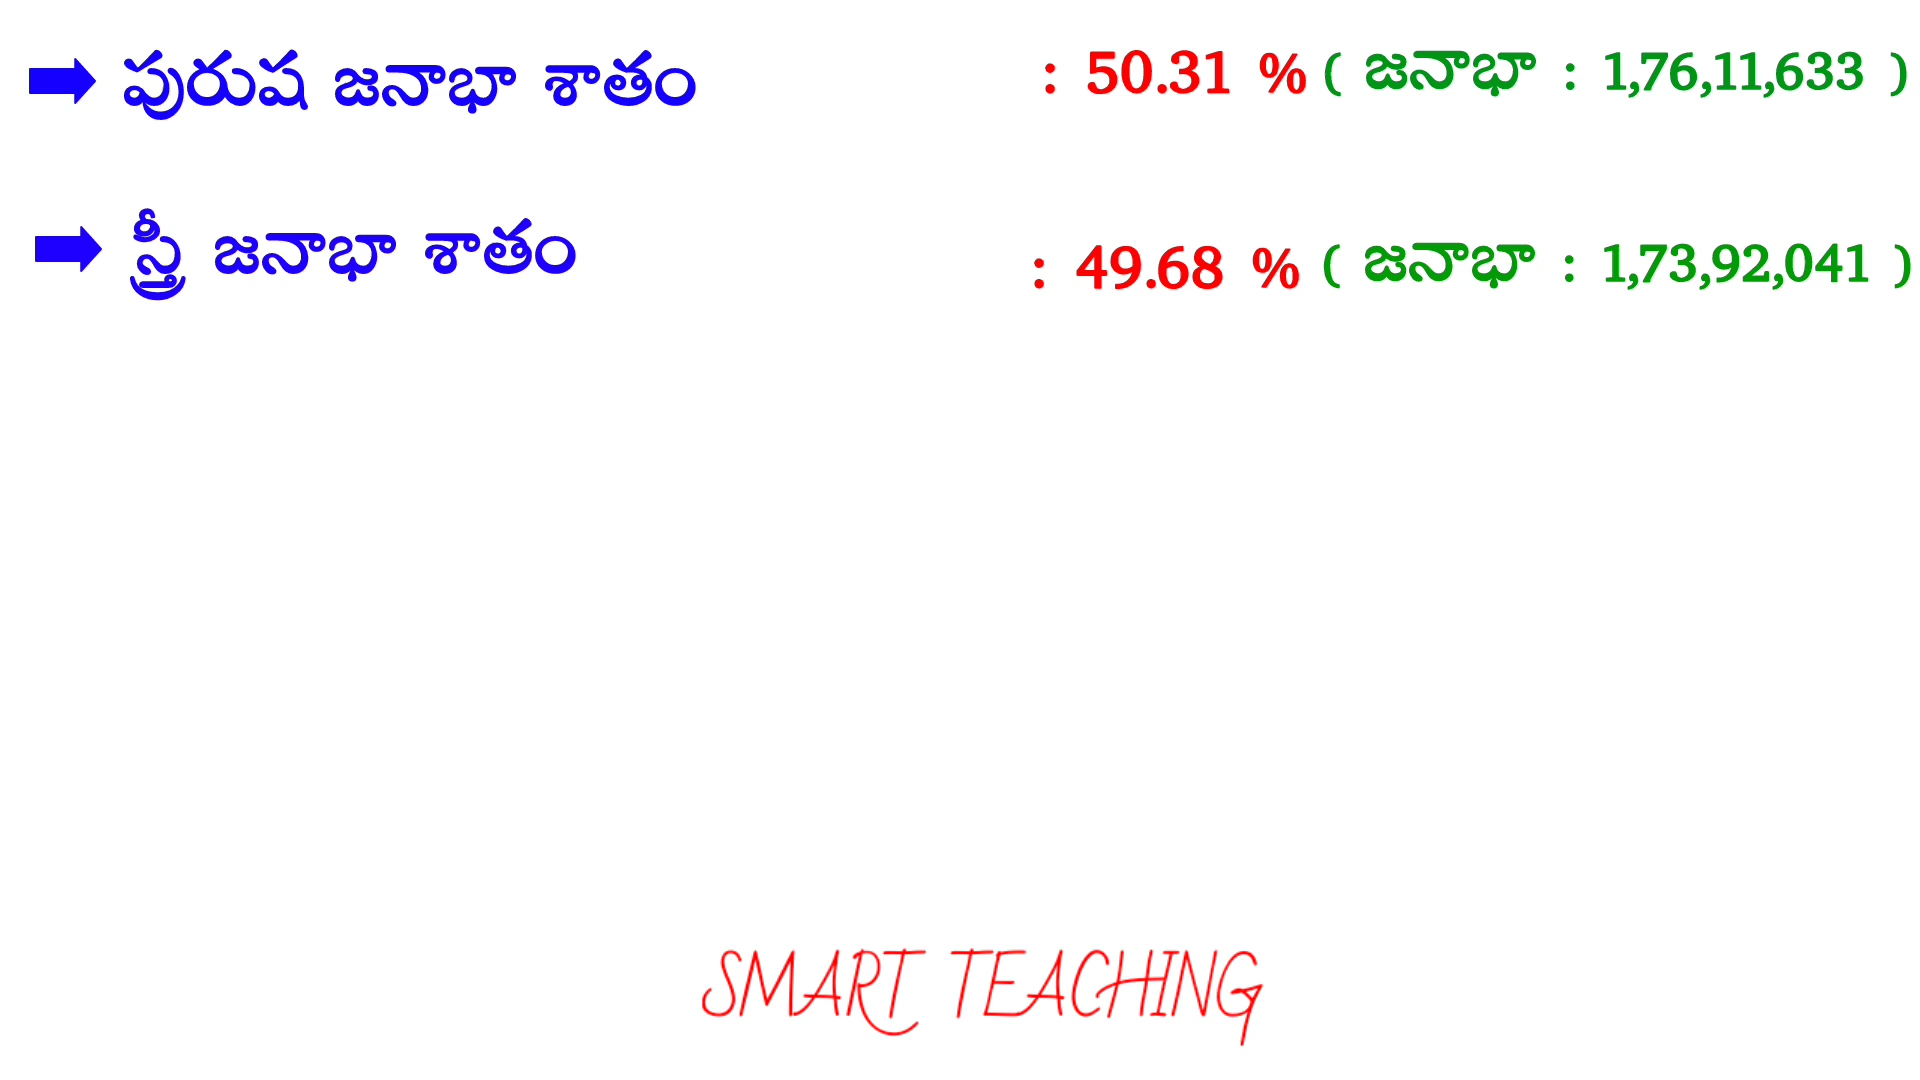 పురుష జనాభా శాతం : 50.31 % ( జనాభా : 1,76,11,633 )
స్త్రీ జనాభా శాతం : 49.68 % ( జనాభా : 1,73,92,041 )
SMART TEACHING